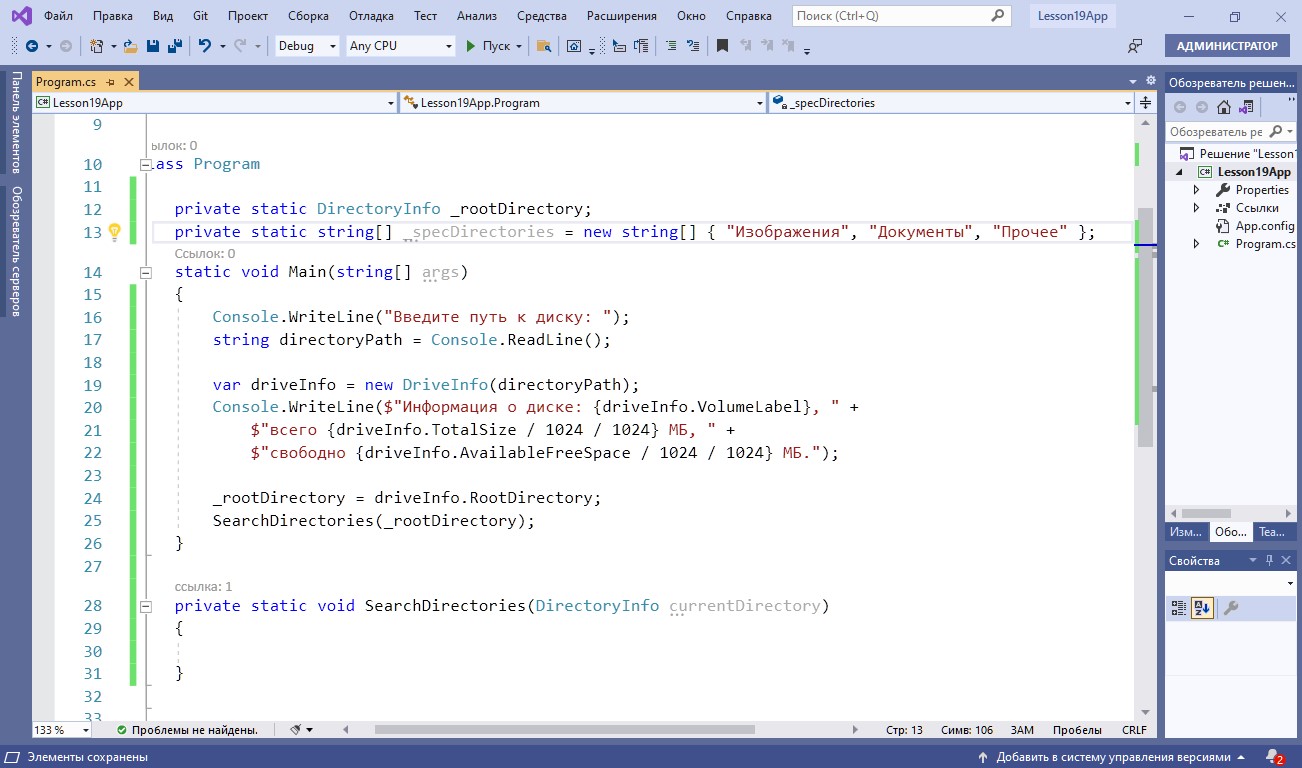 Файл Правка Вид Git Проект Сборка Отладка Тест Анализ Средства Расширения Окно Справка Поиск (Ctrl+Q) Lesson19App
Debug Any CPU Пуск АДМИНИСТРАТОР
Панель элементов
Обозреватель серверов
Program.cs
Lesson19App Lesson19App.Program _specDirectories
9
ылок: 0
10 lass Program
11
12 private static DirectoryInfo _rootDirectory;
13 private static string[] _specDirectories = new string[] { "Изображения", "Документы", "Прочее" };
Ссылок: 0
14 static void Main(string[] args)
15 {
16 Console.WriteLine("Введите путь к диску: ");
17 string directoryPath = Console.ReadLine();
18
19 var driveInfo = new DriveInfo(directoryPath);
20 Console.WriteLine($"Информация о диске: {driveInfo.VolumeLabel}, " +
21 $"всего {driveInfo.TotalSize / 1024 / 1024} МБ, " +
22 $"свободно {driveInfo.AvailableFreeSpace / 1024 / 1024} МБ.");
23
24 _rootDirectory = driveInfo.RootDirectory;
25 SearchDirectories(_rootDirectory);
26 }
27
ссылка: 1
28 private static void SearchDirectories(DirectoryInfo currentDirectory)
29 {
30
31 }
32
33
133 % Проблемы не найдены. Стр: 13 Симв: 106 ЗАМ Пробелы CRLF
Обозреватель решен...
Обозреватель ре
Решение "Lesson1
C# Lesson19App
Properties
Ссылки
App.config
C# Program.cs
Изм... Обо... Теа...
Свойства
Элементы сохранены Добавить в систему управления версиями 2